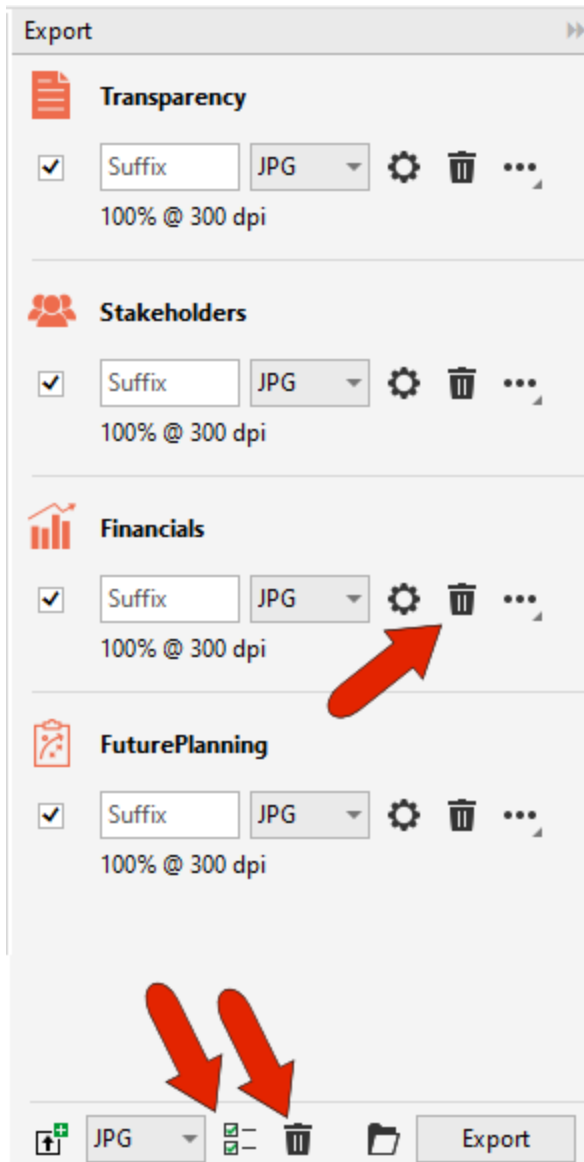 Export
Transparency
Suffix JPG
100% @ 300 dpi
Stakeholders
Suffix JPG
100% @ 300 dpi
Financials
Suffix JPG
100% @ 300 dpi
FuturePlanning
Suffix JPG
100% @ 300 dpi
JPG Export